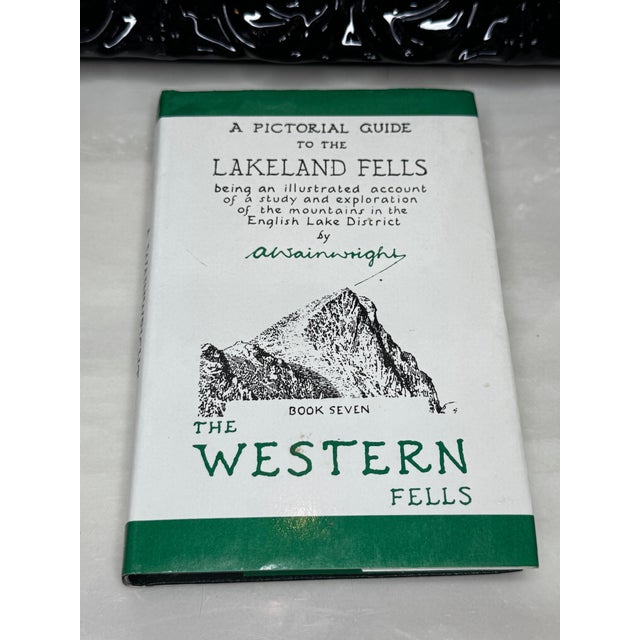 A PICTORIAL GUIDE
TO THE
LAKELAND FELLS
being an illustrated account
of a study and exploration
of the mountains in the
English Lake District
by
AWainwright
BOOK SEVEN
THE
WESTERN
FELLS